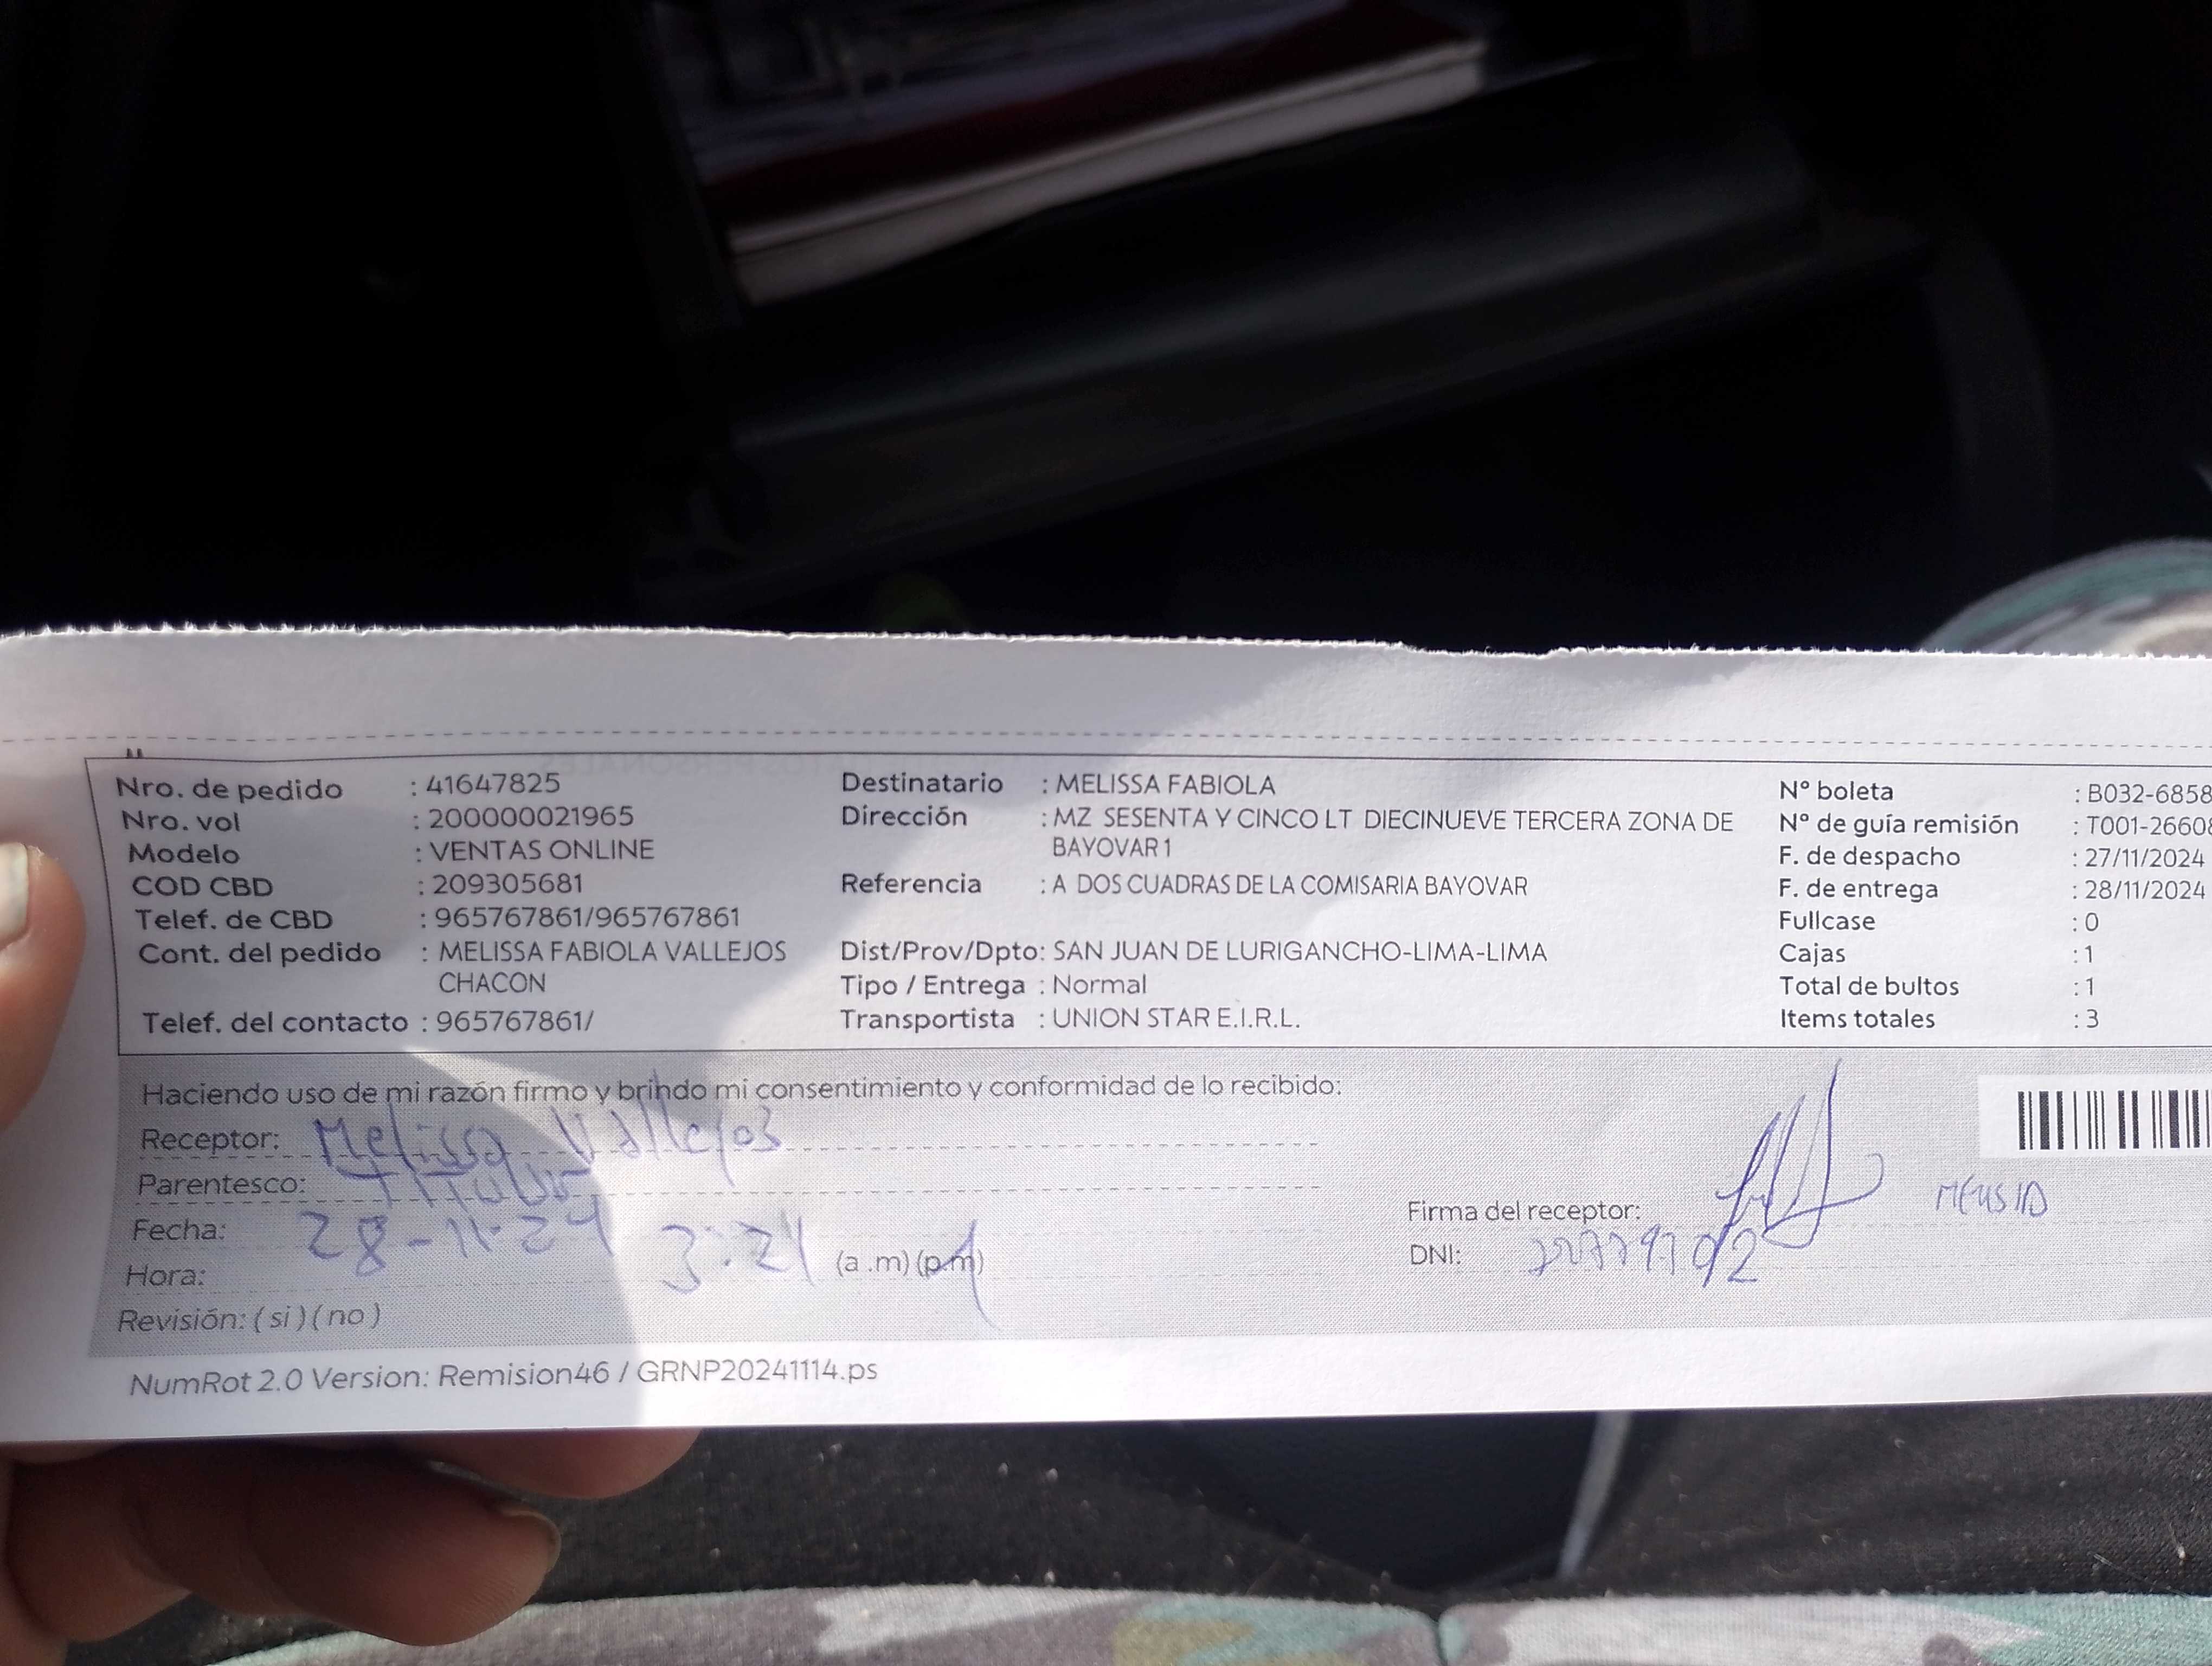 Nro. de pedido : 41647825
Nro. vol : 200000021965
Modelo : VENTAS ONLINE
COD CBD : 209305681
Telef. de CBD : 965767861/965767861
Cont. del pedido : MELISSA FABIOLA VALLEJOS
CHACON
Telef. del contacto : 965767861/
Destinatario : MELISSA FABIOLA
Dirección : MZ SESENTA Y CINCO LT DIECINUEVE TERCERA ZONA DE
BAYOVAR 1
Referencia : A DOS CUADRAS DE LA COMISARIA BAYOVAR
Dist/Prov/Dpto: SAN JUAN DE LURIGANCHO-LIMA-LIMA
Tipo / Entrega : Normal
Transportista : UNION STAR E.I.R.L.
N° boleta : B032-6858
N° de guía remisión : T001-26608
F. de despacho : 27/11/2024
F. de entrega : 28/11/2024
Fullcase : 0
Cajas : 1
Total de bultos : 1
Items totales : 3
Haciendo uso de mi razón firmo y brindo mi consentimiento y conformidad de lo recibido:
Receptor: Melissa Vallejos
Parentesco: Titular
Fecha: 28-11-24
Hora: 3:21 (a.m) (p.m)
Revisión: ( si ) ( no )
Firma del receptor:
DNI:
NumRot 2.0 Version: Remision46 / GRNP20241114.ps